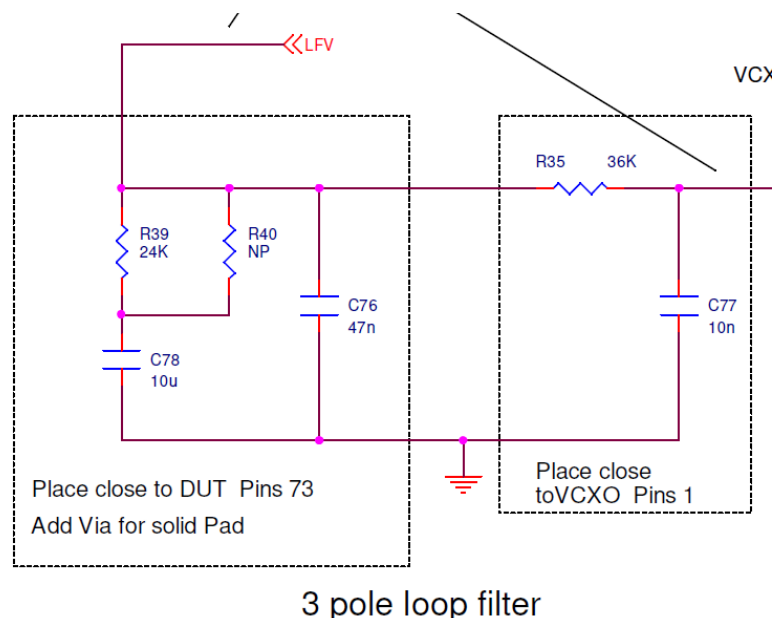 LFV
VCX
R35 36K
R39
24K
R40
NP
C76
47n
C77
10n
C78
10u
Place close to DUT Pins 73
Add Via for solid Pad
Place close
toVCXO Pins 1
3 pole loop filter